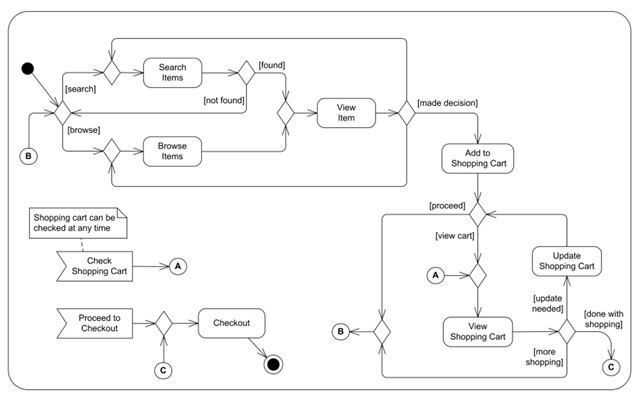 Search
Items
[found]
[search]
[not found]
View
Item
[made decision]
[browse]
B
Browse
Items
Add to
Shopping Cart
Shopping cart can be
checked at any time
[proceed]
[view cart]
Check
Shopping Cart
A
A
Update
Shopping Cart
[update
needed]
[done with
shopping]
Proceed to
Checkout
Checkout
B
View
Shopping Cart
[more
shopping]
C
C